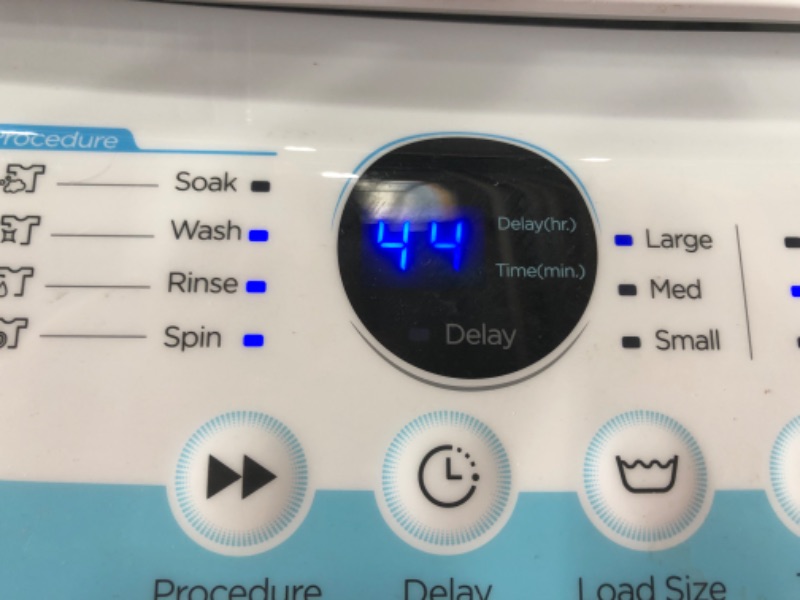 Procedure
Soak
Wash
Rinse
Spin
44
Delay(hr.)
Time(min.)
Delay
Large
Med
Small
Procedure
Delay
Load Size